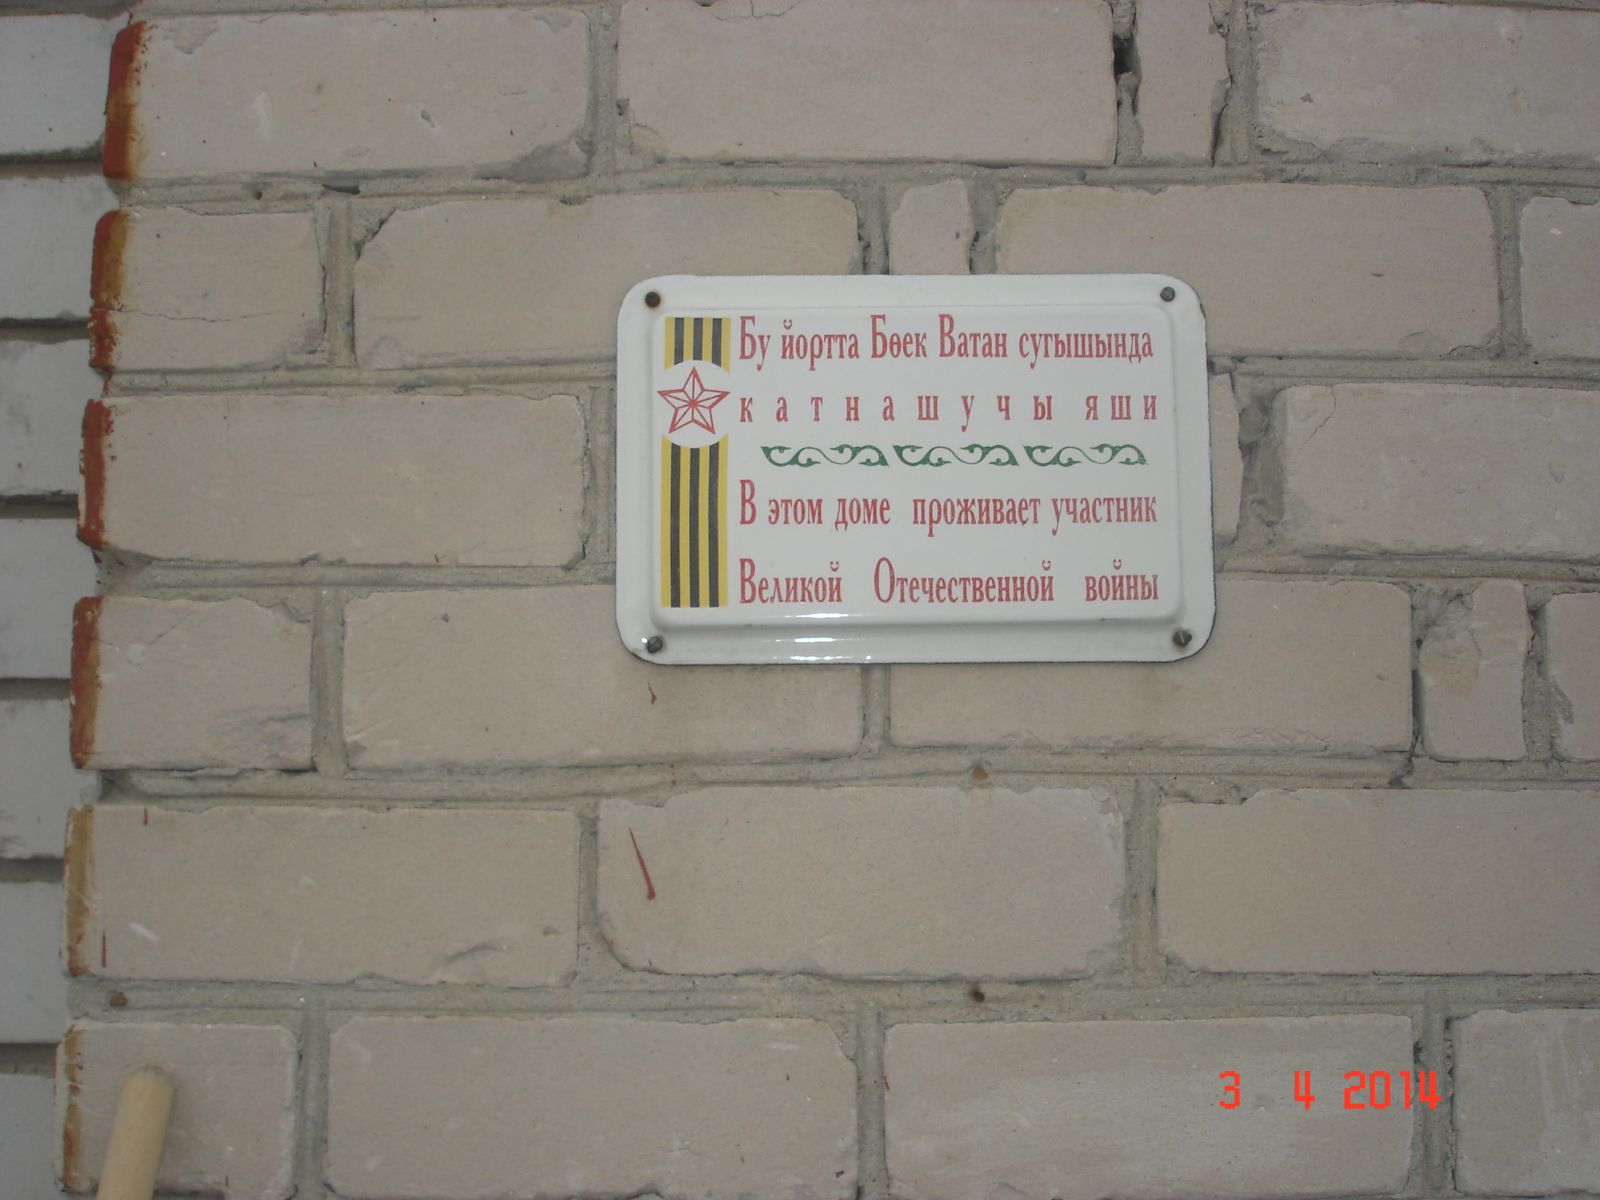 Бу йортта Бөек Ватан сугышында
катнашучы яши
В этом доме проживает участник
Великой Отечественной войны
3 4 2014